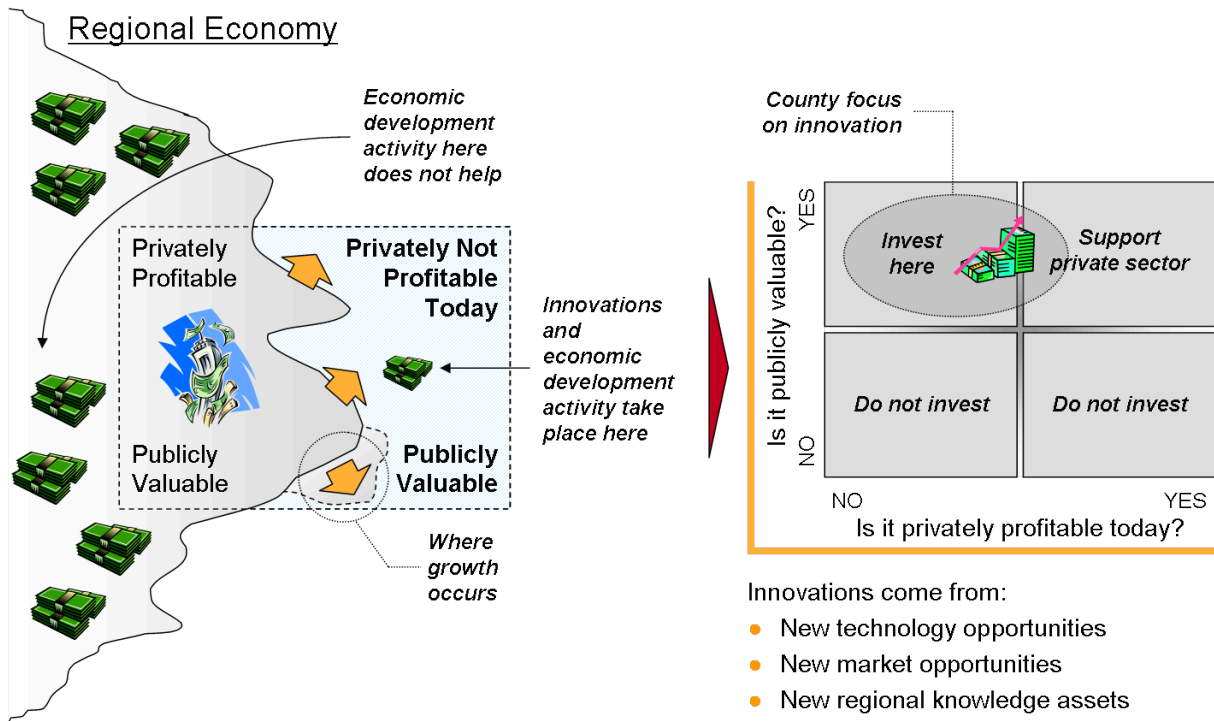 Regional Economy
Economic
development
activity here
does not help
Privately
Profitable
Privately Not
Profitable
Today
Publicly
Valuable
Publicly
Valuable
Innovations
and
economic
development
activity take
place here
Where
growth
occurs
County focus
on innovation
Is it publicly valuable?
YES
NO
Invest
here
Support
private sector
Do not invest
Do not invest
NO
YES
Is it privately profitable today?
Innovations come from:
● New technology opportunities
● New market opportunities
● New regional knowledge assets